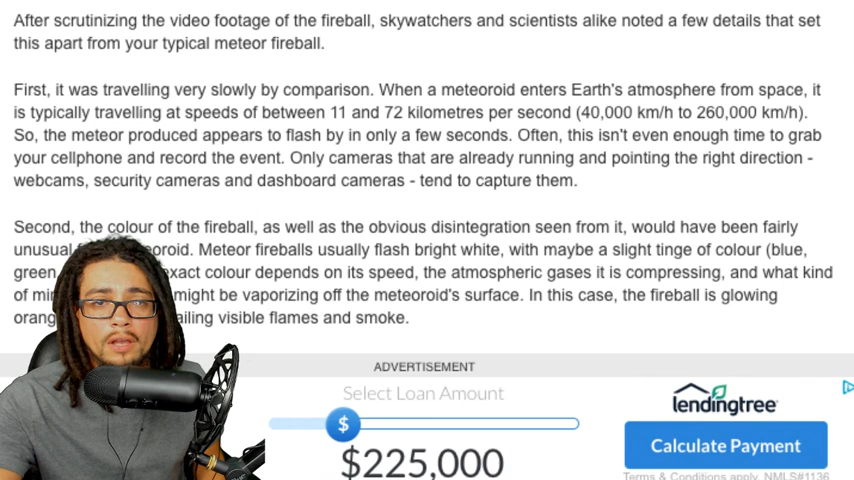 After scrutinizing the video footage of the fireball, skywatchers and scientists alike noted a few details that set
this apart from your typical meteor fireball.
First, it was travelling very slowly by comparison. When a meteoroid enters Earth's atmosphere from space, it
is typically travelling at speeds of between 11 and 72 kilometres per second (40,000 km/h to 260,000 km/h).
So, the meteor produced appears to flash by in only a few seconds. Often, this isn't even enough time to grab
your cellphone and record the event. Only cameras that are already running and pointing the right direction -
webcams, security cameras and dashboard cameras - tend to capture them.
Second, the colour of the fireball, as well as the obvious disintegration seen from it, would have been fairly
unusual eoroid. Meteor fireballs usually flash bright white, with maybe a slight tinge of colour (blue,
green exact colour depends on its speed, the atmospheric gases it is compressing, and what kind
of might be vaporizing off the meteoroid's surface. In this case, the fireball is glowing
visible flames and smoke.
ADVERTISEMENT
Select Loan Amount
$
$225,000
lendingtree
Calculate Payment
Terms & Conditions apply. NMLS#1136